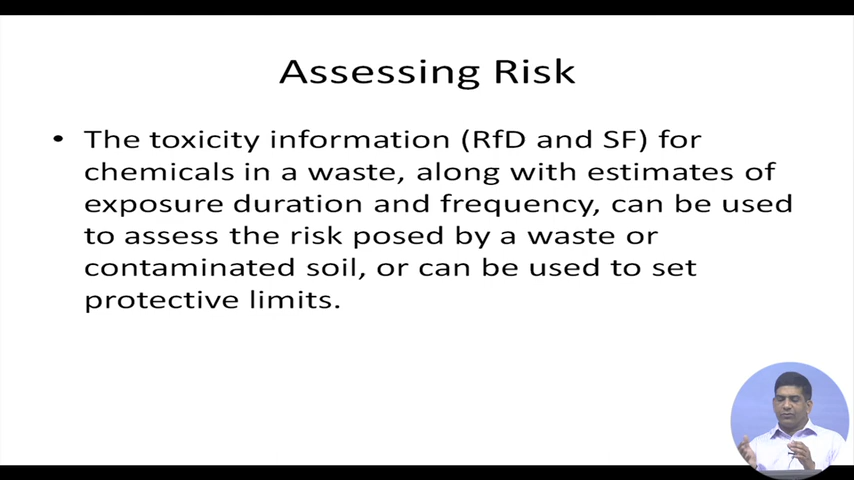 Assessing Risk
• The toxicity information (RfD and SF) for
chemicals in a waste, along with estimates of
exposure duration and frequency, can be used
to assess the risk posed by a waste or
contaminated soil, or can be used to set
protective limits.